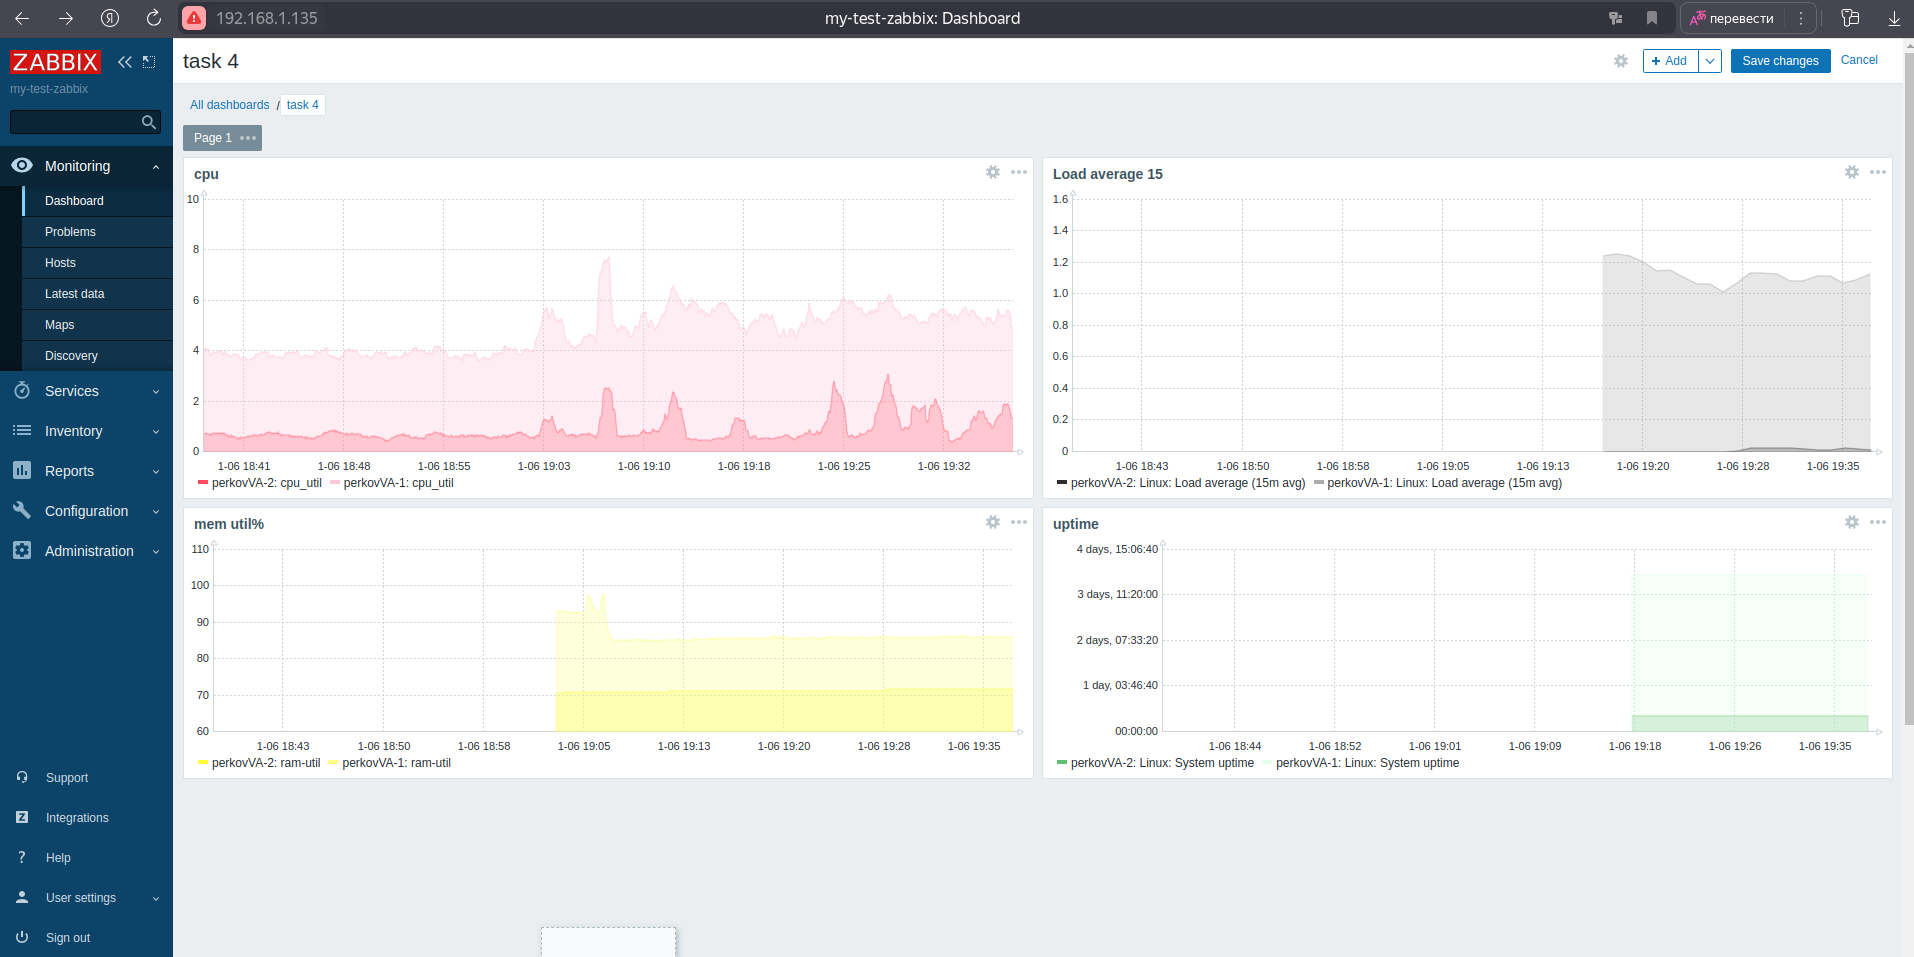 192.168.1.135
my-test-zabbix: Dashboard
перевести
ZABBIX
my-test-zabbix
Monitoring
Dashboard
Problems
Hosts
Latest data
Maps
Discovery
Services
Inventory
Reports
Configuration
Administration
Support
Integrations
Help
User settings
Sign out
task 4
+ Add
Save changes
Cancel
All dashboards / task 4
Page 1
cpu
10
8
6
4
2
0
1-06 18:41 1-06 18:48 1-06 18:55 1-06 19:03 1-06 19:10 1-06 19:18 1-06 19:25 1-06 19:32
perkovVA-2: cpu_util perkovVA-1: cpu_util
Load average 15
1.6
1.4
1.2
1.0
0.8
0.6
0.4
0.2
0
1-06 18:43 1-06 18:50 1-06 18:58 1-06 19:05 1-06 19:13 1-06 19:20 1-06 19:28 1-06 19:35
perkovVA-2: Linux: Load average (15m avg) perkovVA-1: Linux: Load average (15m avg)
mem util%
110
100
90
80
70
60
1-06 18:43 1-06 18:50 1-06 18:58 1-06 19:05 1-06 19:13 1-06 19:20 1-06 19:28 1-06 19:35
perkovVA-2: ram-util perkovVA-1: ram-util
uptime
4 days, 15:06:40
3 days, 11:20:00
2 days, 07:33:20
1 day, 03:46:40
00:00:00
1-06 18:44 1-06 18:52 1-06 19:01 1-06 19:09 1-06 19:18 1-06 19:26 1-06 19:35
perkovVA-2: Linux: System uptime perkovVA-1: Linux: System uptime